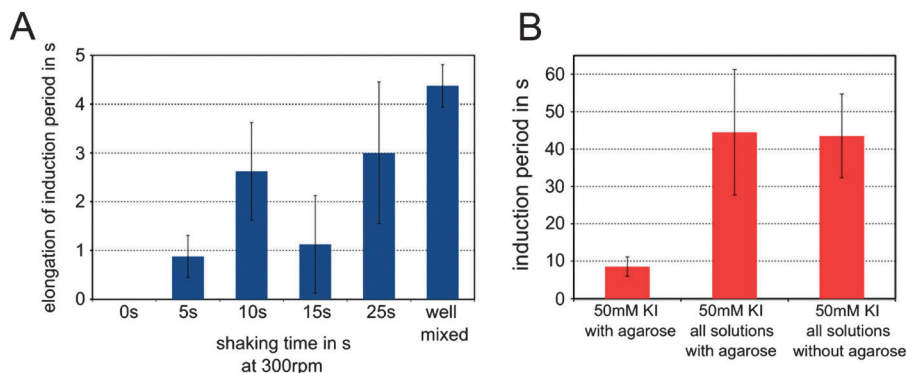 A
elongation of induction period in s
5
4
3
2
1
0
0s 5s 10s 15s 25s well
mixed
shaking time in s
at 300rpm
B
induction period in s
60
50
40
30
20
10
0
50mM KI
with agarose
50mM KI
all solutions
with agarose
50mM KI
all solutions
without agarose